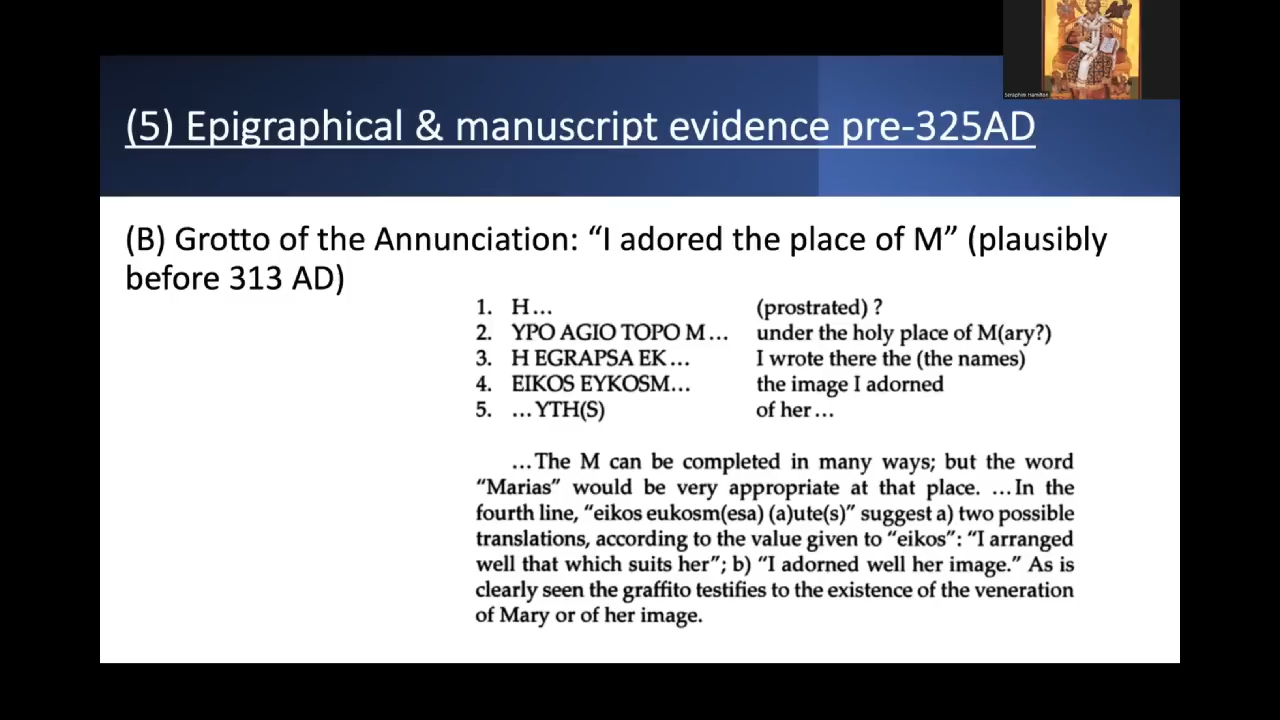 Seraphim Hamilton
(5) Epigraphical & manuscript evidence pre-325AD
(B) Grotto of the Annunciation: “I adored the place of M” (plausibly
before 313 AD)
1. H... (prostrated) ?
2. YPO AGIO TOPO M... under the holy place of M(ary?)
3. H EGRAPSA EK... I wrote there the (the names)
4. EIKOS EYKOSM... the image I adorned
5. ...YTH(S) of her...
...The M can be completed in many ways; but the word
“Marias” would be very appropriate at that place. ...In the
fourth line, “eikos eukosm(esa) (a)ute(s)” suggest a) two possible
translations, according to the value given to “eikos”: “I arranged
well that which suits her”; b) “I adorned well her image.” As is
clearly seen the graffito testifies to the existence of the veneration
of Mary or of her image.